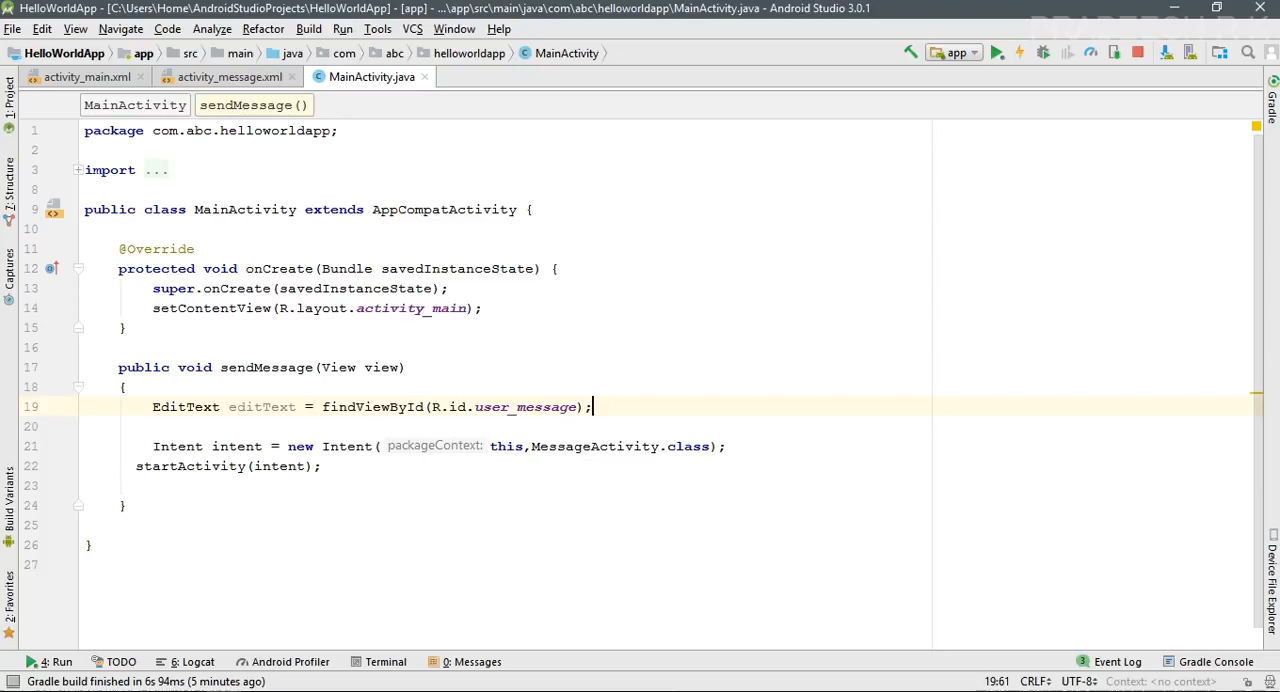 HelloWorldApp - [C:\Users\Home\AndroidStudioProjects\HelloWorldApp] - [app] - ...\app\src\main\java\com\abc\helloworldapp\MainActivity.java - Android Studio 3.0.1
File Edit View Navigate Code Analyze Refactor Build Run Tools VCS Window Help
HelloWorldApp app src main java com abc helloworldapp MainActivity app
activity_main.xml activity_message.xml MainActivity.java
MainActivity sendMessage()
1 package com.abc.helloworldapp;
2
3 import ...
8
9 public class MainActivity extends AppCompatActivity {
10
11 @Override
12 protected void onCreate(Bundle savedInstanceState) {
13 super.onCreate(savedInstanceState);
14 setContentView(R.layout.activity_main);
15 }
16
17 public void sendMessage(View view)
18 {
19 EditText editText = findViewById(R.id.user_message);
20
21 Intent intent = new Intent( packageContext: this,MessageActivity.class);
22 startActivity(intent);
23
24 }
25
26 }
27
1: Project
7: Structure
Captures
Build Variants
2: Favorites
Gradle
Device File Explorer
4: Run TODO 6: Logcat Android Profiler Terminal 0: Messages 3 Event Log Gradle Console
Gradle build finished in 6s 94ms (5 minutes ago) 19:61 CRLF UTF-8 Context: <no context>